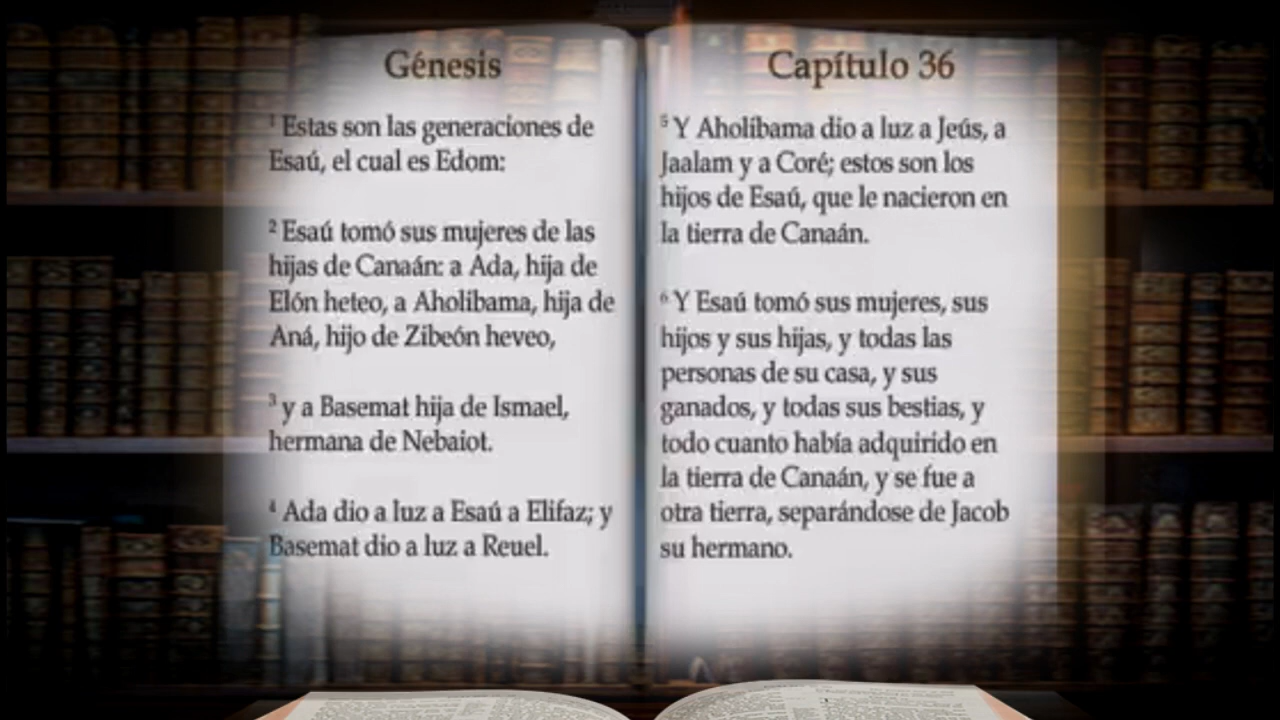 Génesis
¹ Estas son las generaciones de
Esaú, el cual es Edom:
² Esaú tomó sus mujeres de las
hijas de Canaán: a Ada, hija de
Elón heteo, a Aholibama, hija de
Aná, hijo de Zibeón heveo,
³ y a Basemat hija de Ismael,
hermana de Nebaiot.
⁴ Ada dio a luz a Esaú a Elifaz; y
Basemat dio a luz a Reuel.
Capítulo 36
⁵ Y Aholibama dio a luz a Jeús, a
Jaalam y a Coré; estos son los
hijos de Esaú, que le nacieron en
la tierra de Canaán.
⁶ Y Esaú tomó sus mujeres, sus
hijos y sus hijas, y todas las
personas de su casa, y sus
ganados, y todas sus bestias, y
todo cuanto había adquirido en
la tierra de Canaán, y se fue a
otra tierra, separándose de Jacob
su hermano.